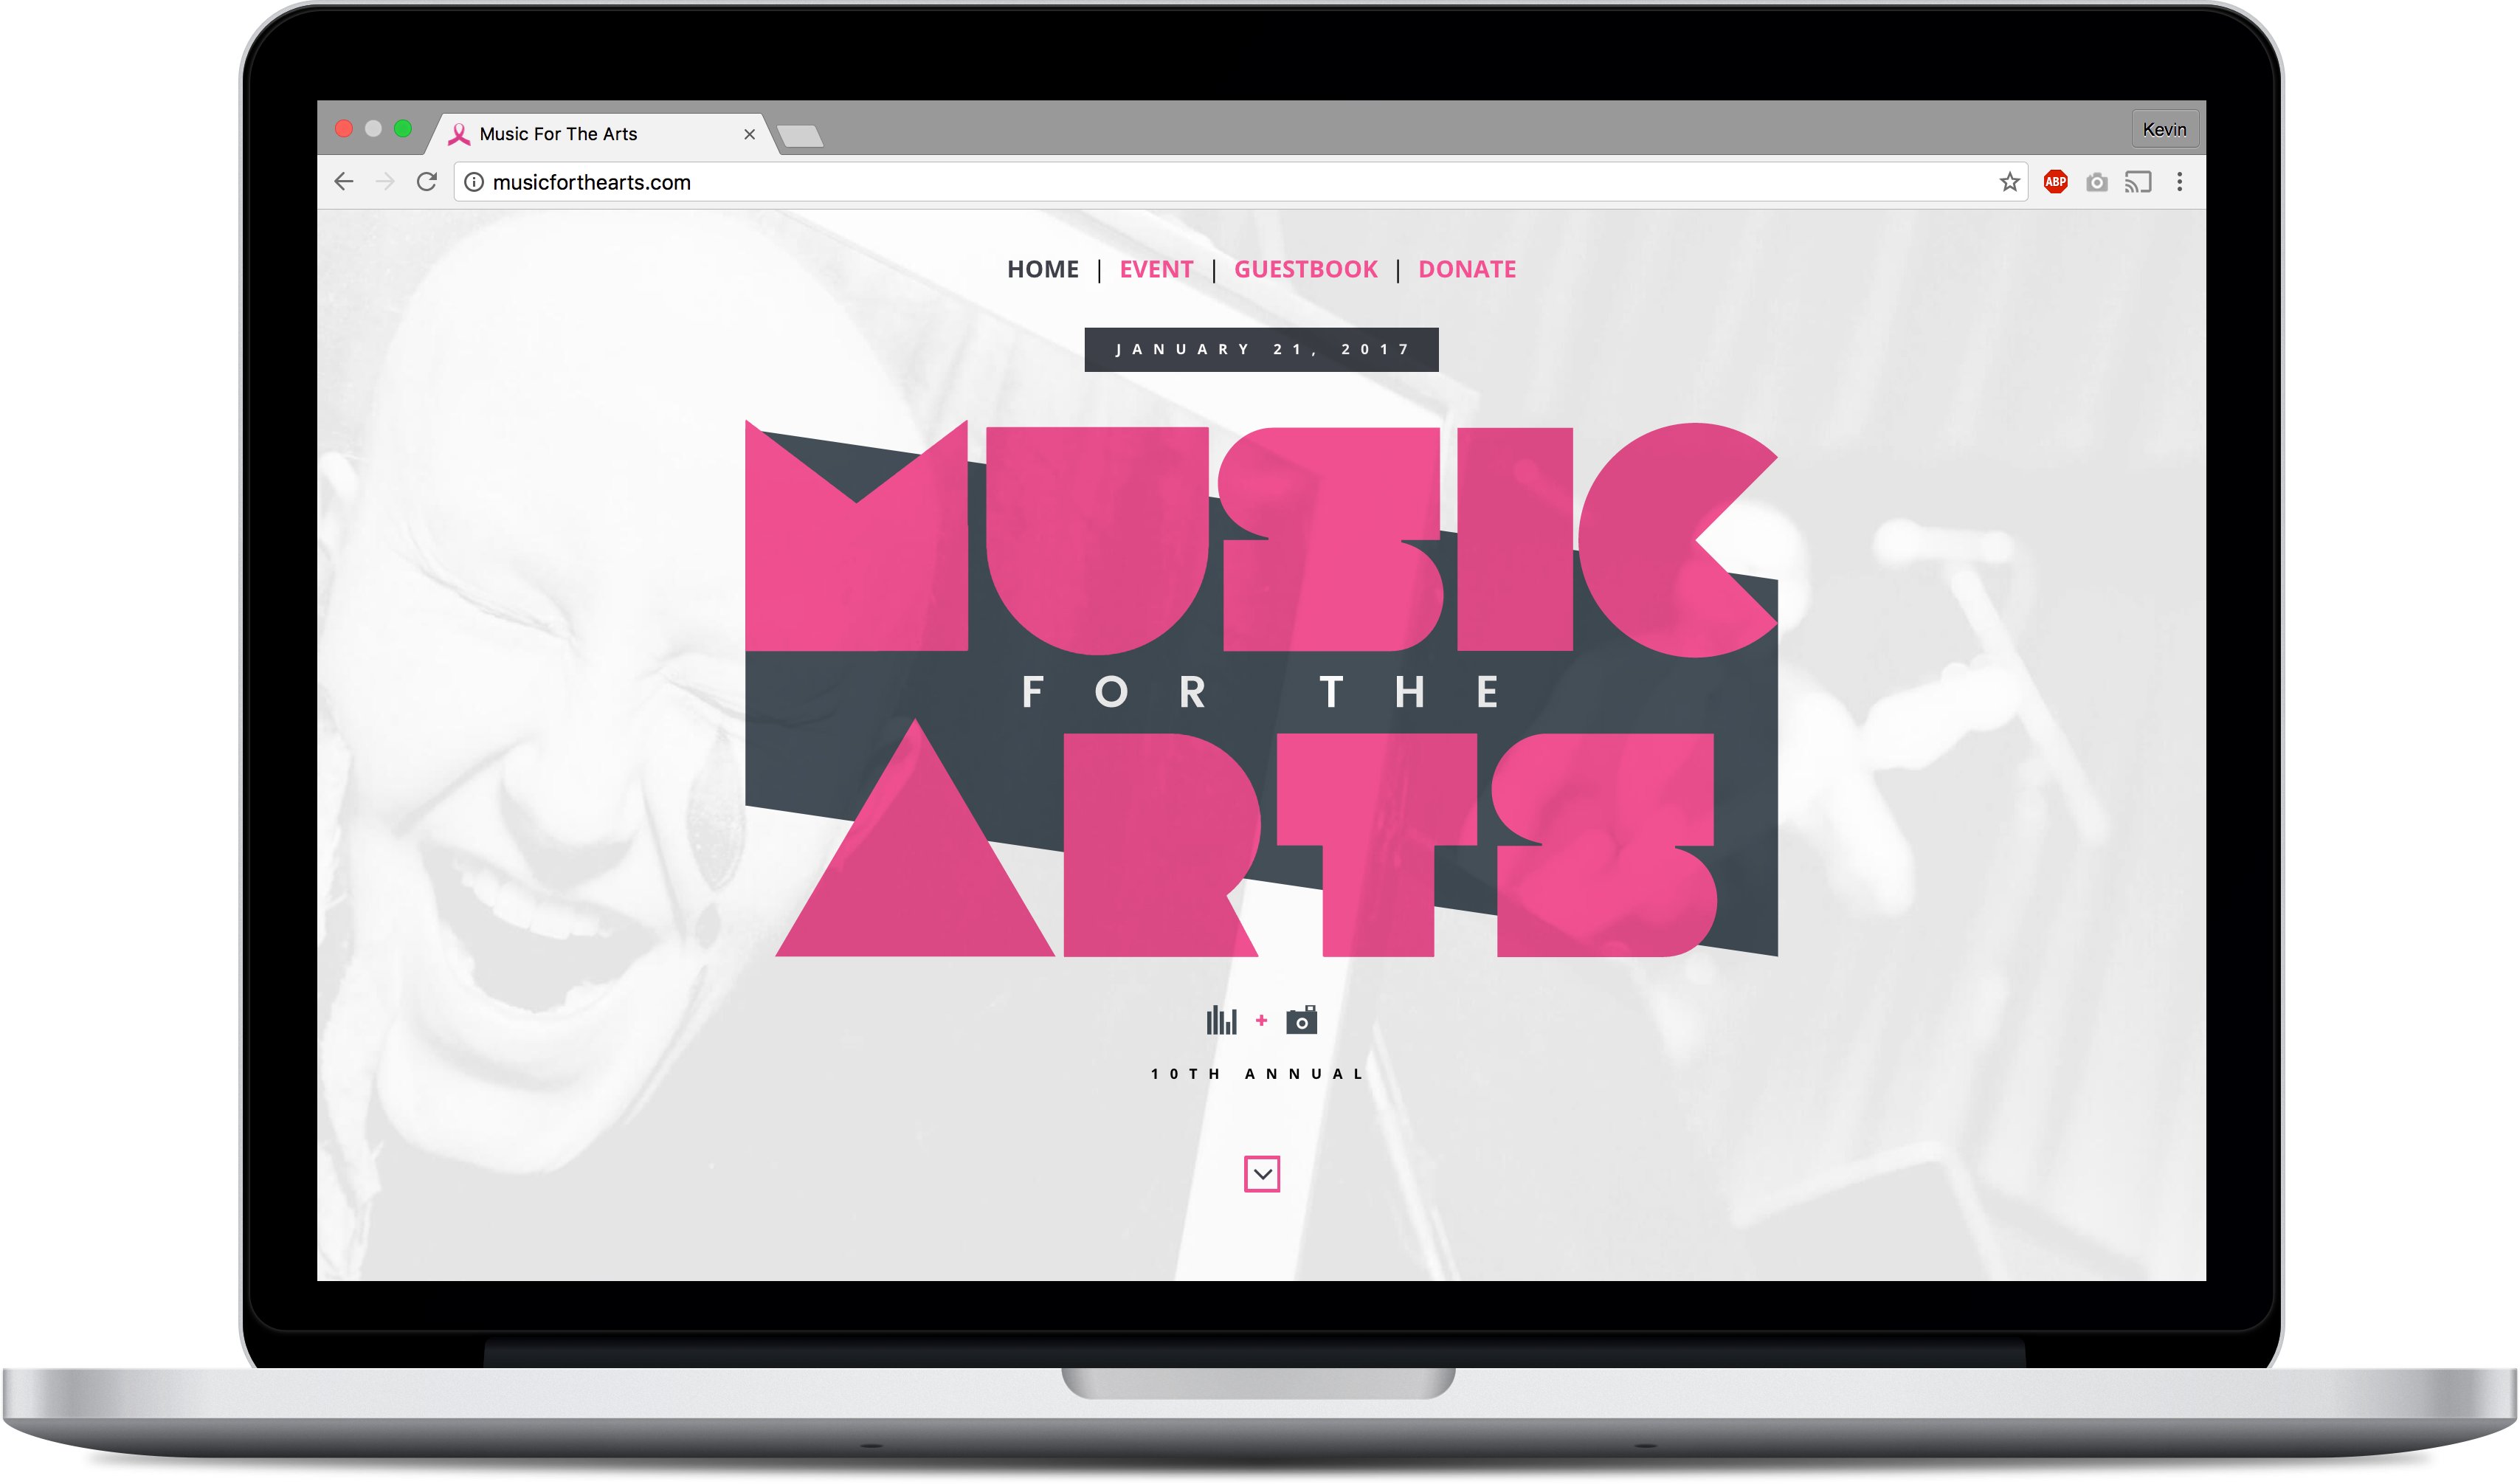 Music For The Arts
Kevin
musicforthearts.com
ABP
HOME | EVENT | GUESTBOOK | DONATE
JANUARY 21, 2017
MUSIC
FOR THE
ARTS
10TH ANNUAL